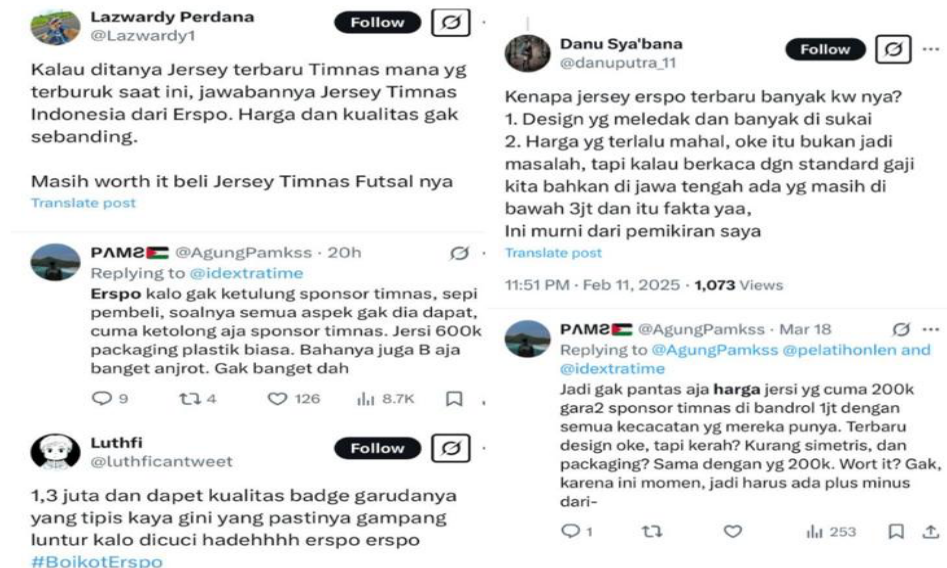 Lazwardy Perdana
@Lazwardy1
Follow
Kalau ditanya Jersey terbaru Timnas mana yg
terburuk saat ini, jawabannya Jersey Timnas
Indonesia dari Erspo. Harga dan kualitas gak
sebanding.
Masih worth it beli Jersey Timnas Futsal nya
Translate post
PΛMƧ @AgungPamkss · 20h
Replying to @idextratime
Erspo kalo gak ketulung sponsor timnas, sepi
pembeli, soalnya semua aspek gak dia dapat,
cuma ketolong aja sponsor timnas. Jersi 600k
packaging plastik biasa. Bahanya juga B aja
banget anjrot. Gak banget dah
9 4 126 8.7K
Luthfi
@luthficantweet
Follow
1,3 juta dan dapet kualitas badge garudanya
yang tipis kaya gini yang pastinya gampang
luntur kalo dicuci hadehhhh erspo erspo
#BoikotErspo
Danu Sya'bana
@danuputra_11
Follow
Kenapa jersey erspo terbaru banyak kw nya?
1. Design yg meledak dan banyak di sukai
2. Harga yg terlalu mahal, oke itu bukan jadi
masalah, tapi kalau berkaca dgn standard gaji
kita bahkan di jawa tengah ada yg masih di
bawah 3jt dan itu fakta yaa,
Ini murni dari pemikiran saya
Translate post
11:51 PM · Feb 11, 2025 · 1,073 Views
PΛMƧ @AgungPamkss · Mar 18
Replying to @AgungPamkss @pelatihonlen and
@idextratime
Jadi gak pantas aja harga jersi yg cuma 200k
gara2 sponsor timnas di bandrol 1jt dengan
semua kecacatan yg mereka punya. Terbaru
design oke, tapi kerah? Kurang simetris, dan
packaging? Sama dengan yg 200k. Wort it? Gak,
karena ini momen, jadi harus ada plus minus
dari-
1 253